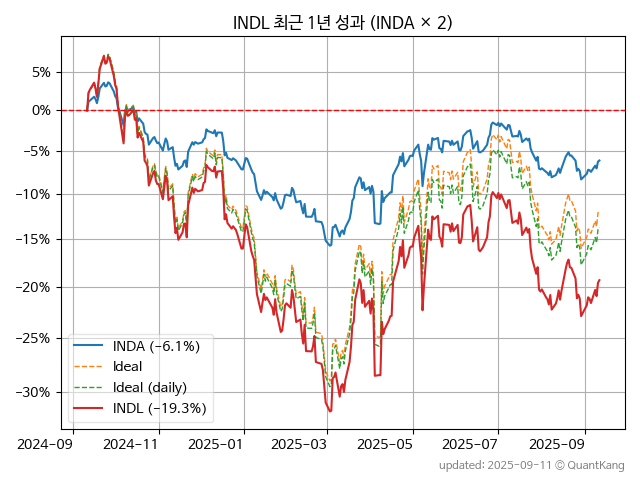 INDL 최근 1년 성과 (INDA × 2)
5%
0%
−5%
−10%
−15%
−20%
−25%
−30%
INDA (−6.1%)
Ideal
Ideal (daily)
INDL (−19.3%)
2024−09
2024−11
2025−01
2025−03
2025−05
2025−07
2025−09
updated: 2025-09-11 © QuantKang